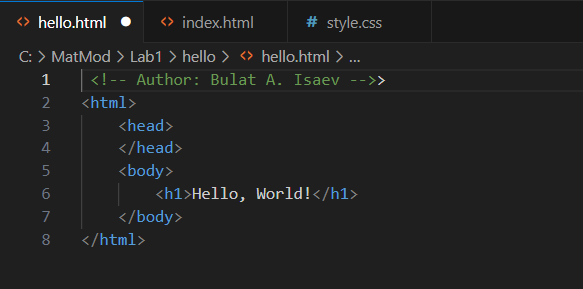 <> hello.html ● <> index.html # style.css
C: > MatMod > Lab1 > hello > <> hello.html > ...
1 <!-- Author: Bulat A. Isaev -->>
2 <html>
3     <head>
4     </head>
5     <body>
6         <h1>Hello, World!</h1>
7     </body>
8 </html>